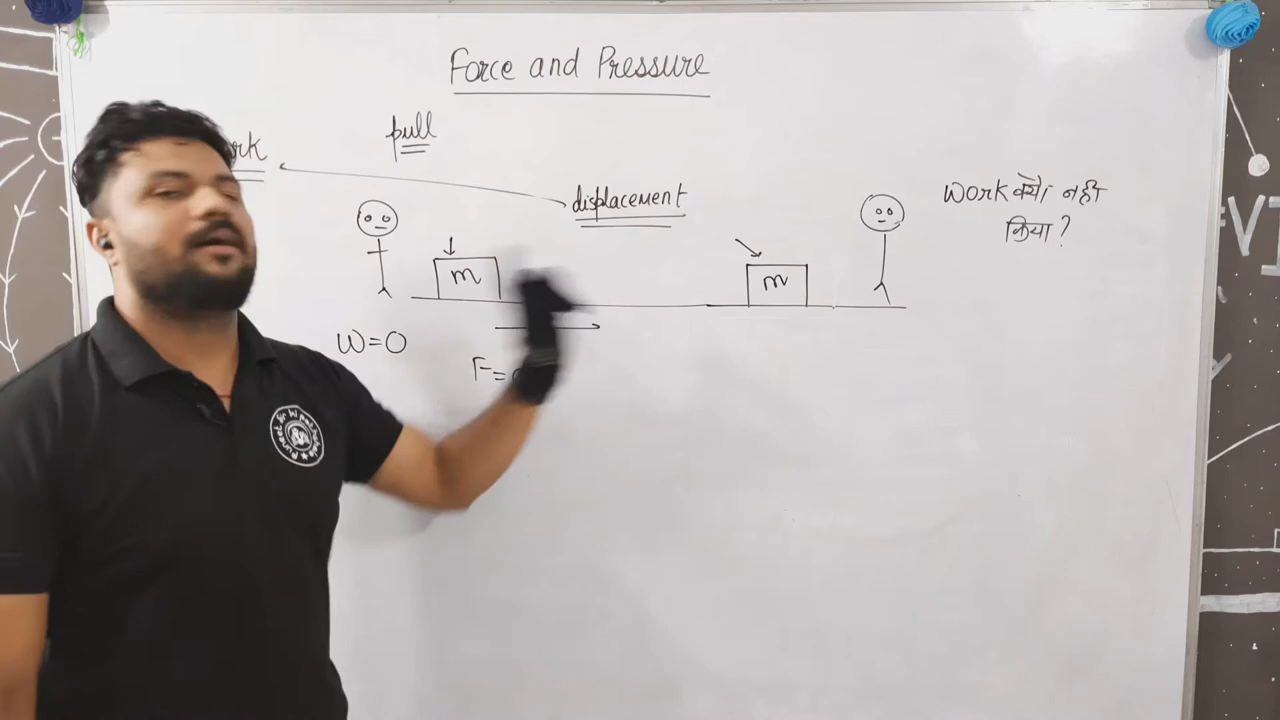 Force and Pressure
pull
displacement
m
m
Work क्यों नहीं
किया?
W=0
F=